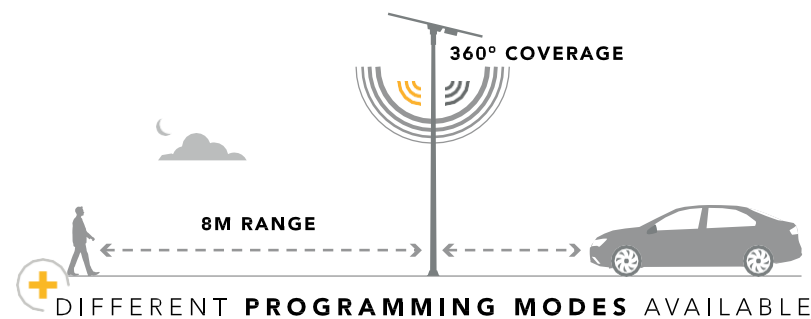 360° COVERAGE
8M RANGE
DIFFERENT PROGRAMMING MODES AVAILABLE